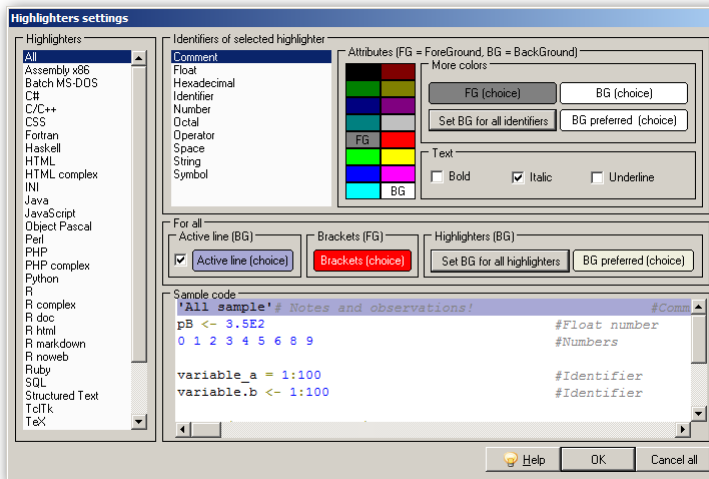 Highlighters settings
Highlighters
All
Assembly x86
Batch MS-DOS
C#
C/C++
CSS
Fortran
Haskell
HTML
HTML complex
INI
Java
JavaScript
Object Pascal
Perl
PHP
PHP complex
Python
R
R complex
R doc
R html
R markdown
R noweb
Ruby
SQL
Structured Text
TclTk
TeX
Identifiers of selected highlighter
Comment
Float
Hexadecimal
Identifier
Number
Octal
Operator
Space
String
Symbol
Attributes (FG = ForeGround, BG = BackGround)
FG
BG
More colors
FG (choice) BG (choice)
Set BG for all identifiers BG preferred (choice)
Text
Bold Italic Underline
For all
Active line (BG)
Active line (choice)
Brackets (FG)
Brackets (choice)
Highlighters (BG)
Set BG for all highlighters BG preferred (choice)
Sample code
'All sample'# Notes and observations! #Comm
pB <- 3.5E2 #Float number
0 1 2 3 4 5 6 8 9 #Numbers
variable_a = 1:100 #Identifier
variable.b <- 1:100 #Identifier
Help OK Cancel all